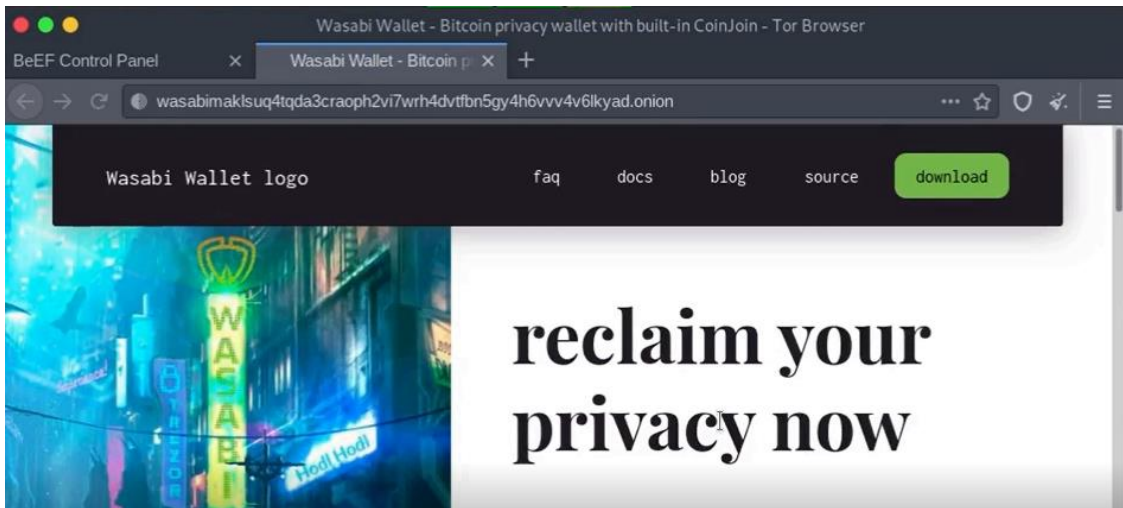 Wasabi Wallet - Bitcoin privacy wallet with built-in CoinJoin - Tor Browser
BeEF Control Panel
Wasabi Wallet - Bitcoin p
wasabimaklsuq4tqda3craoph2vi7wrh4dvtfbn5gy4h6vvv4v6lkyad.onion
Wasabi Wallet logo
faq
docs
blog
source
download
reclaim your
privacy now
WASABI
TREZOR
Hodl Hodl